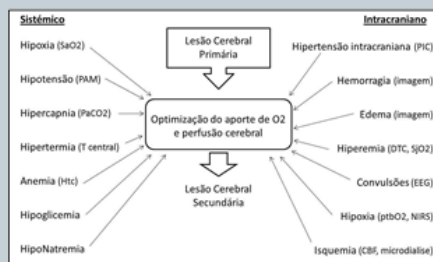 Sistémico
Hipoxia (SaO2)
Hipotensão (PAM)
Hipercapnia (PaCO2)
Hipertermia (T central)
Anemia (Htc)
Hipoglicemia
HipoNatremia
Lesão Cerebral
Primária
Optimização do aporte de O2
e perfusão cerebral
Lesão Cerebral
Secundária
Intracraniano
Hipertensão intracraniana (PIC)
Hemorragia (imagem)
Edema (imagem)
Hiperemia (DTC, SjO2)
Convulsões (EEG)
Hipoxia (ptbO2, NIRS)
Isquemia (CBF, microdialise)